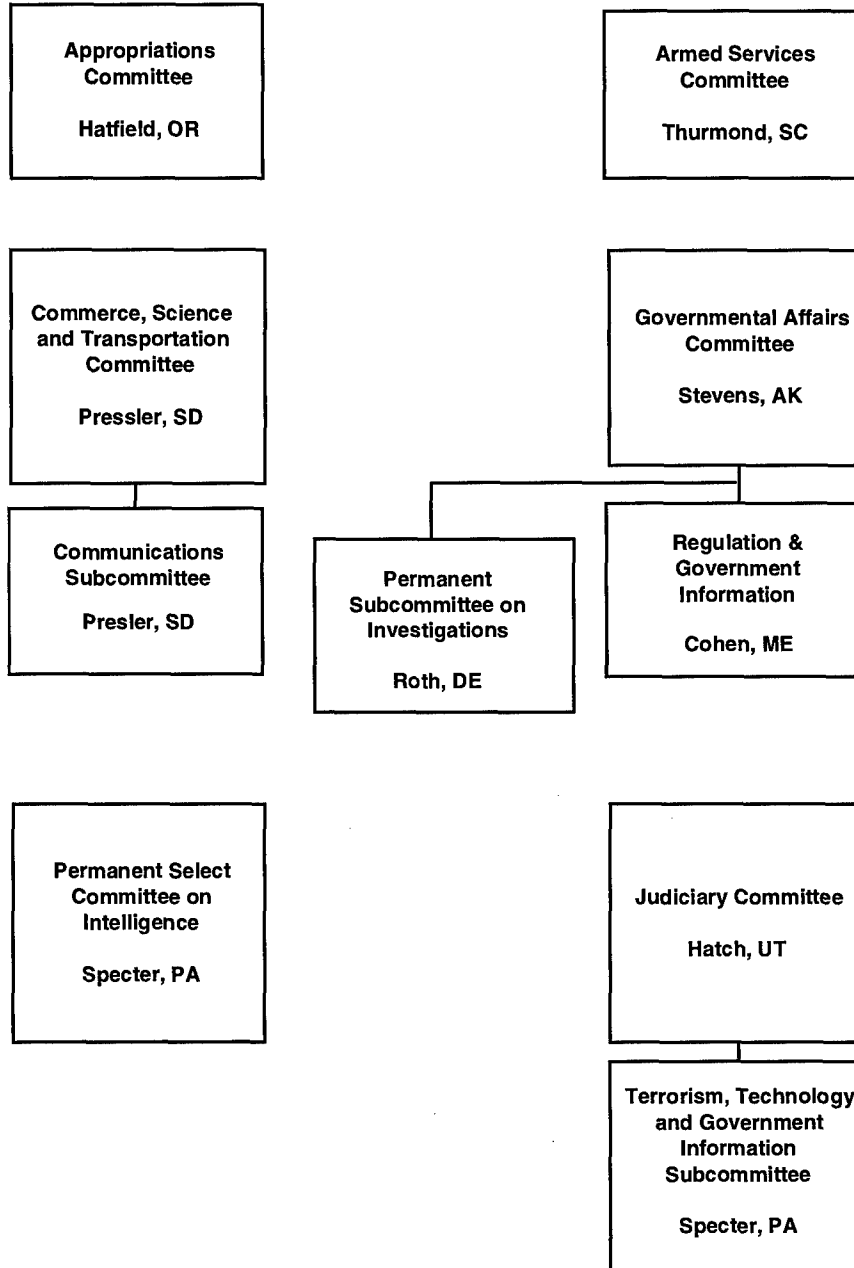 Appropriations
Committee
Hatfield, OR
Armed Services
Committee
Thurmond, SC
Commerce, Science
and Transportation
Committee
Pressler, SD
Governmental Affairs
Committee
Stevens, AK
Communications
Subcommittee
Presler, SD
Permanent
Subcommittee on
Investigations
Roth, DE
Regulation &
Government
Information
Cohen, ME
Permanent Select
Committee on
Intelligence
Specter, PA
Judiciary Committee
Hatch, UT
Terrorism, Technology
and Government
Information
Subcommittee
Specter, PA